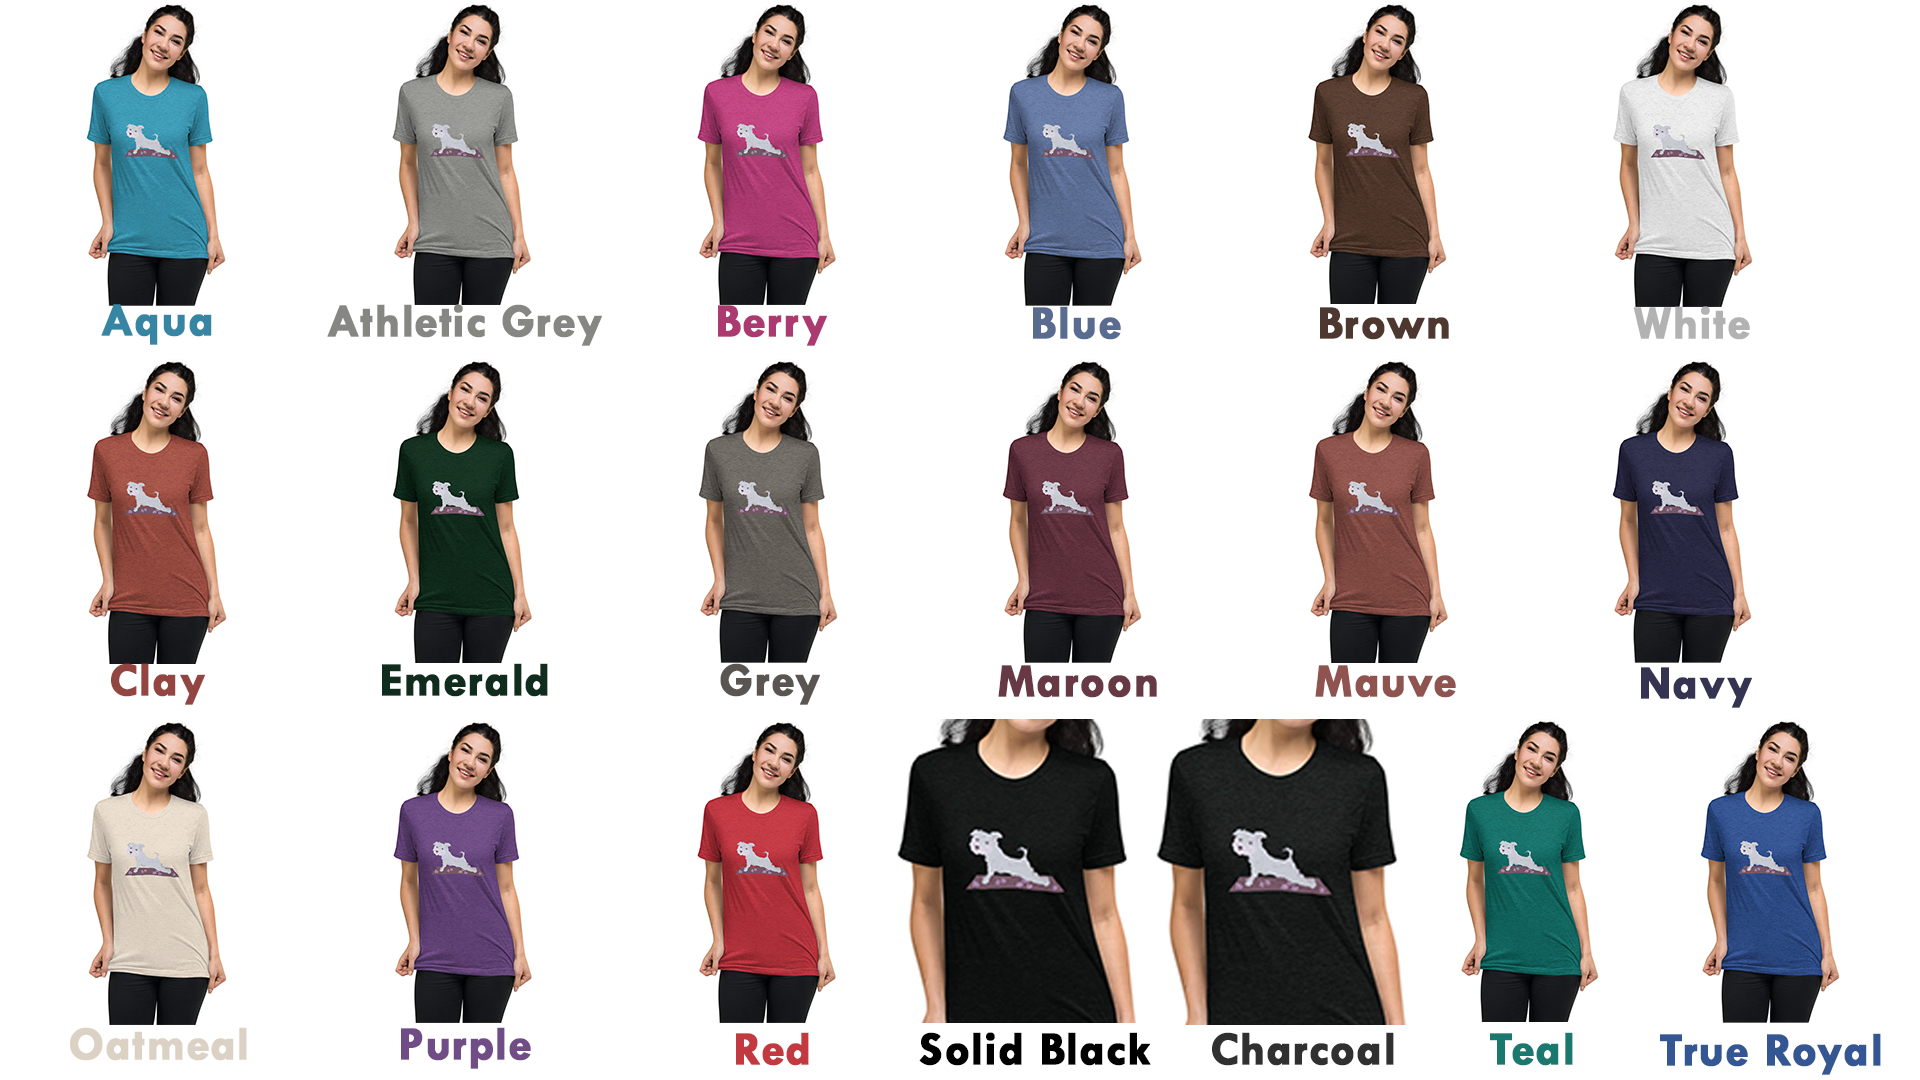 Aqua
Athletic Grey
Berry
Blue
Brown
White
Clay
Emerald
Grey
Maroon
Mauve
Navy
Oatmeal
Purple
Red
Solid Black
Charcoal
Teal
True Royal